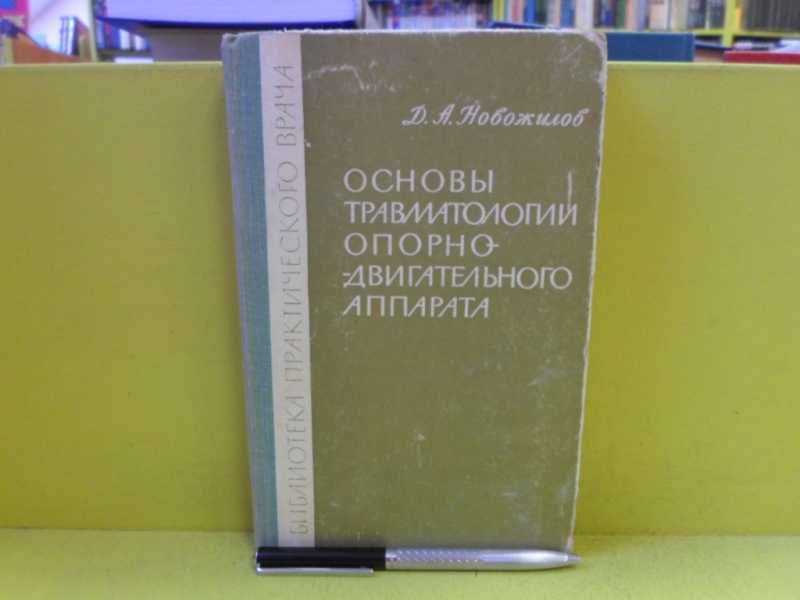 БИБЛИОТЕКА ПРАКТИЧЕСКОГО ВРАЧА
Д. А. Новожилов
ОСНОВЫ
ТРАВМАТОЛОГИИ
ОПОРНО-
-ДВИГАТЕЛЬНОГО
АППАРАТА